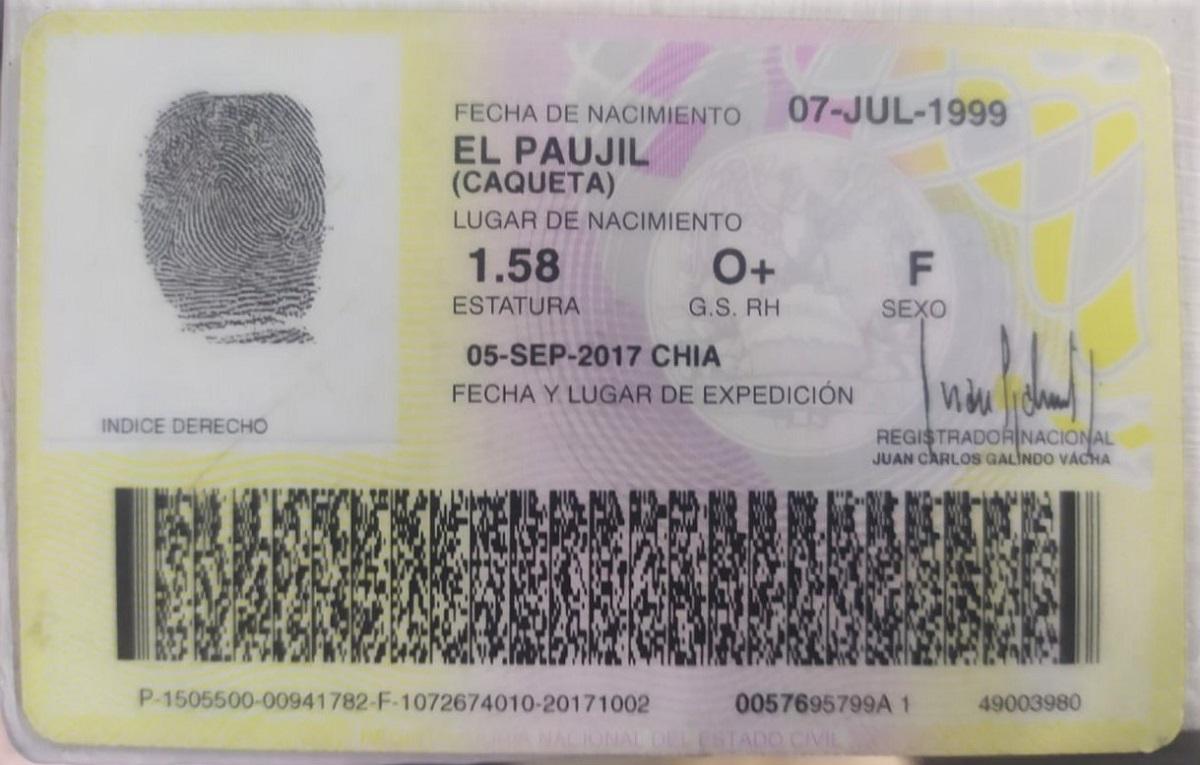 FECHA DE NACIMIENTO 07-JUL-1999
EL PAUJIL
(CAQUETA)
LUGAR DE NACIMIENTO
1.58 O+ F
ESTATURA G.S. RH SEXO
05-SEP-2017 CHIA
FECHA Y LUGAR DE EXPEDICIÓN
INDICE DERECHO
REGISTRADOR NACIONAL
JUAN CARLOS GALINDO VÁCHA
P-1505500-00941782-F-1072674010-20171002 0057695799A 1 49003980
NACIONAL DEL ESTADO CIVIL